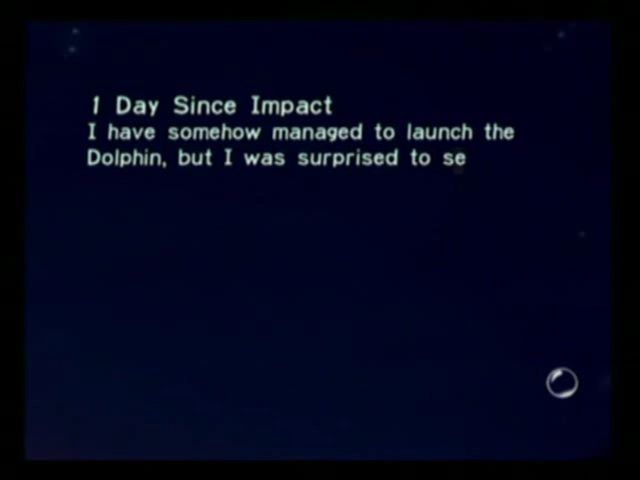 1 Day Since Impact
I have somehow managed to launch the
Dolphin, but I was surprised to se